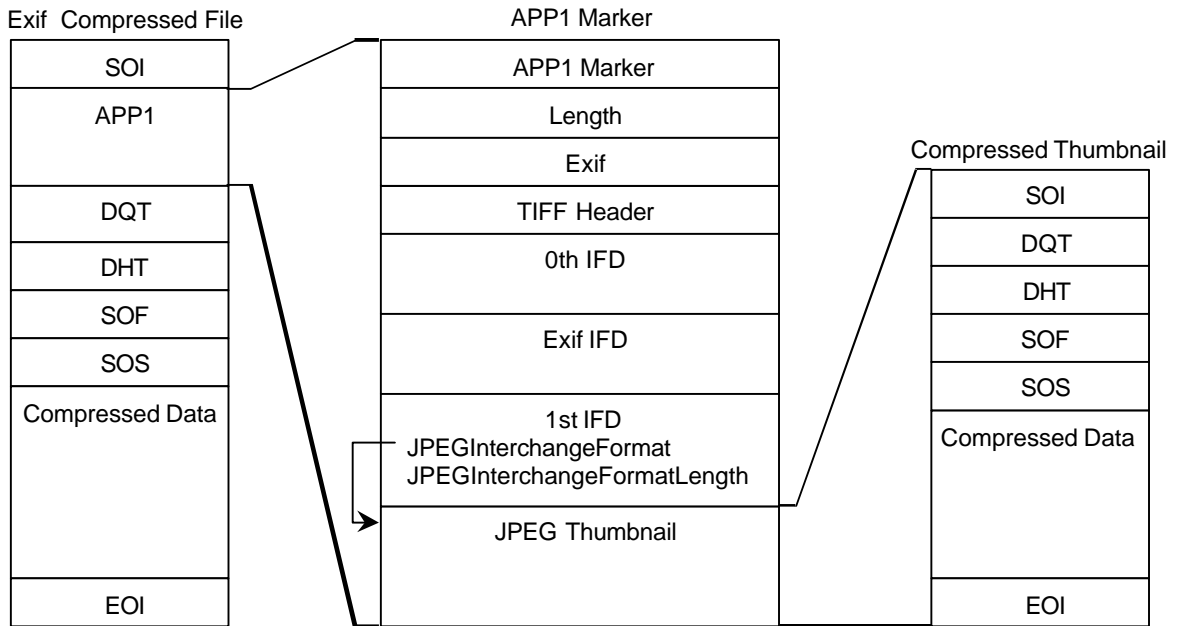 Exif Compressed File
SOI
APP1
DQT
DHT
SOF
SOS
Compressed Data
EOI
APP1 Marker
APP1 Marker
Length
Exif
TIFF Header
0th IFD
Exif IFD
1st IFD
JPEGInterchangeFormat
JPEGInterchangeFormatLength
JPEG Thumbnail
Compressed Thumbnail
SOI
DQT
DHT
SOF
SOS
Compressed Data
EOI